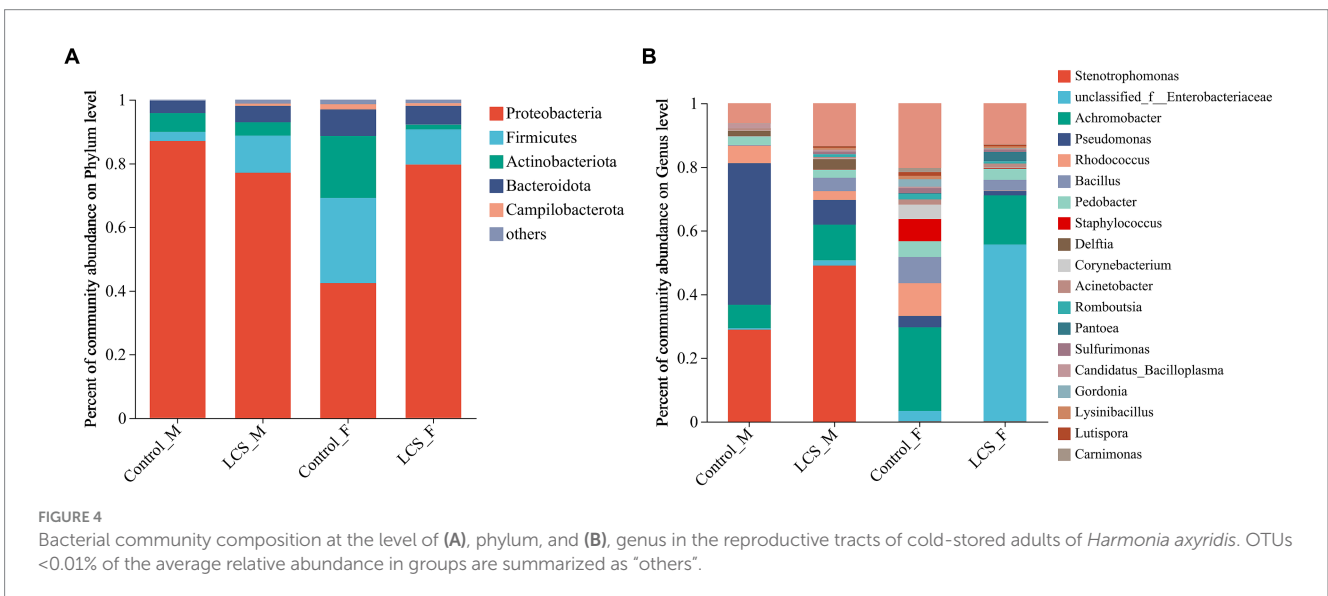 A
Percent of community abundance on Phylum level
1
0.8
0.6
0.4
0.2
0
Control_M
LCS_M
Control_F
LCS_F
Proteobacteria
Firmicutes
Actinobacteriota
Bacteroidota
Campilobacterota
others
B
Percent of community abundance on Genus level
1
0.8
0.6
0.4
0.2
0
Control_M
LCS_M
Control_F
LCS_F
Stenotrophomonas
unclassified_f__Enterobacteriaceae
Achromobacter
Pseudomonas
Rhodococcus
Bacillus
Pedobacter
Staphylococcus
Delftia
Corynebacterium
Acinetobacter
Romboutsia
Pantoea
Sulfurimonas
Candidatus_Bacilloplasma
Gordonia
Lysinibacillus
Lutispora
Carnimonas
FIGURE 4
Bacterial community composition at the level of (A), phylum, and (B), genus in the reproductive tracts of cold-stored adults of Harmonia axyridis. OTUs
<0.01% of the average relative abundance in groups are summarized as “others”.